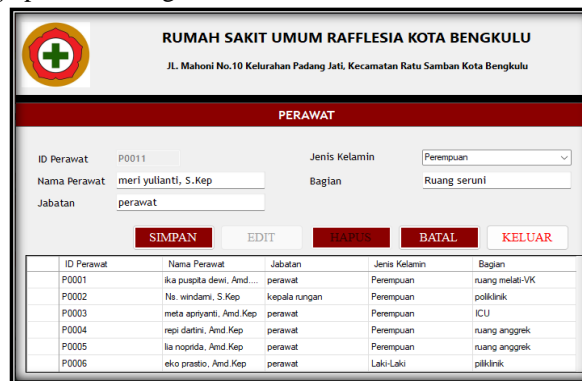 RUMAH SAKIT UMUM RAFFLESIA KOTA BENGKULU
JL. Mahoni No.10 Kelurahan Padang Jati, Kecamatan Ratu Samban Kota Bengkulu
PERAWAT
ID Perawat P0011 Jenis Kelamin Perempuan
Nama Perawat meri yulianti, S.Kep Bagian Ruang seruni
Jabatan perawat
SIMPAN EDIT HAPUS BATAL KELUAR
ID Perawat Nama Perawat Jabatan Jenis Kelamin Bagian
P0001 ika puspita dewi, Amd.... perawat Perempuan ruang melati-VK
P0002 Ns. windarni, S.Kep kepala rungan Perempuan poliklinik
P0003 meta apriyanti, Amd.Kep perawat Perempuan ICU
P0004 repi dartini, Amd.Kep perawat Perempuan ruang anggrek
P0005 lia noprida, Amd.Kep perawat Perempuan ruang anggrek
P0006 eko prastio, Amd.Kep perawat Laki-Laki piliklinik